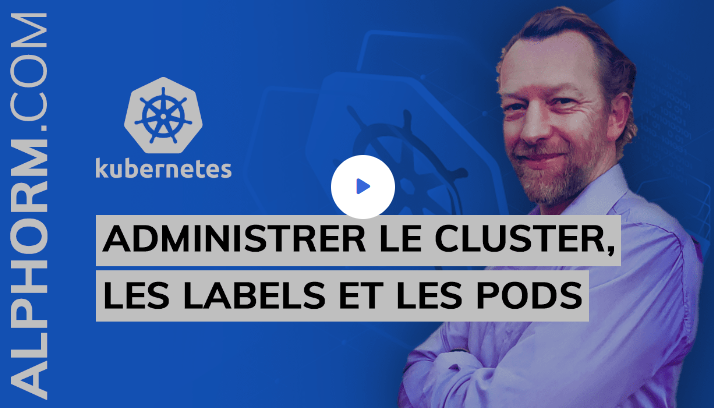 ALPHORM.COM
kubernetes
ADMINISTRER LE CLUSTER,
LES LABELS ET LES PODS